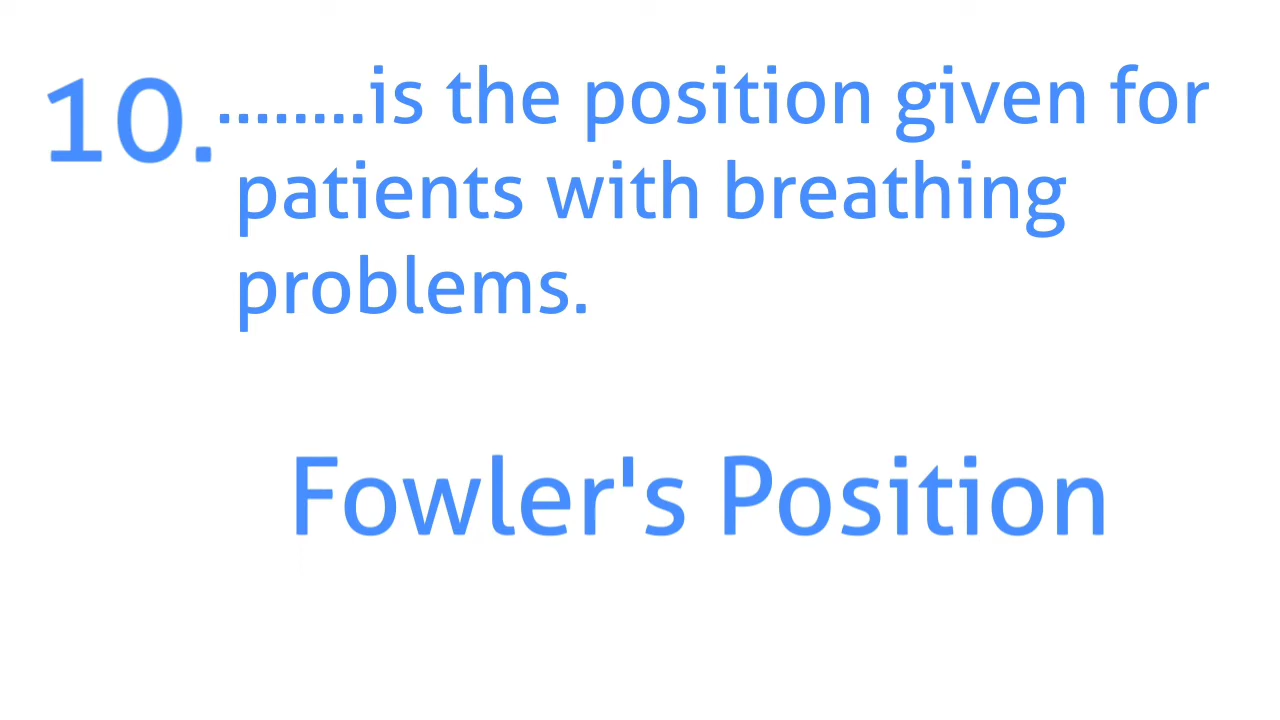 10. ........is the position given for
patients with breathing
problems.
Fowler's Position